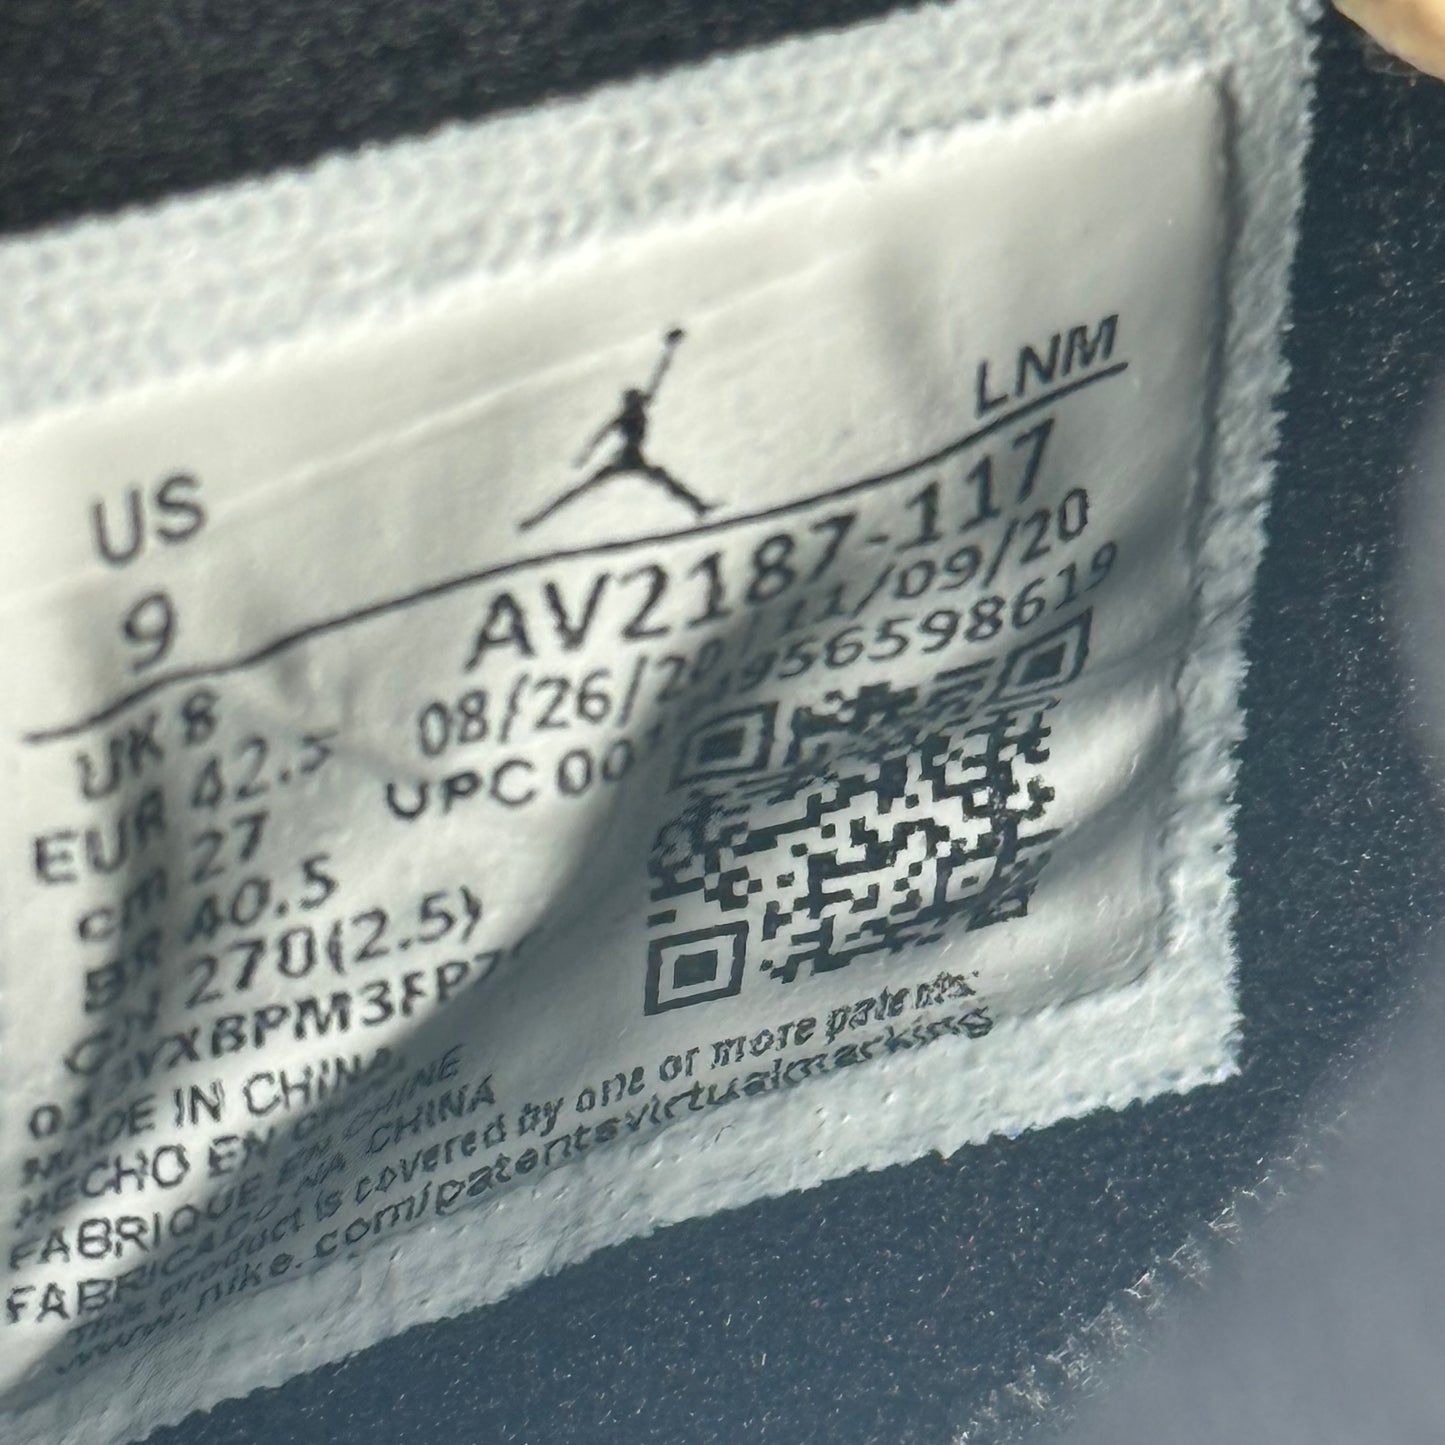 LNM
US
9
AV2187-117
08/26/20 11/09/20
UPC 00 1956598619
UK 8
EUR 42.5
cm 27
BR 40.5
CN 270(2.5)
MADE IN CHINA
HECHO EN CHINE
FABRIQUE EN CHINE
FABRICADO NA CHINA
This product is covered by one or more patents.
www.nike.com/patentsvirtualmarking